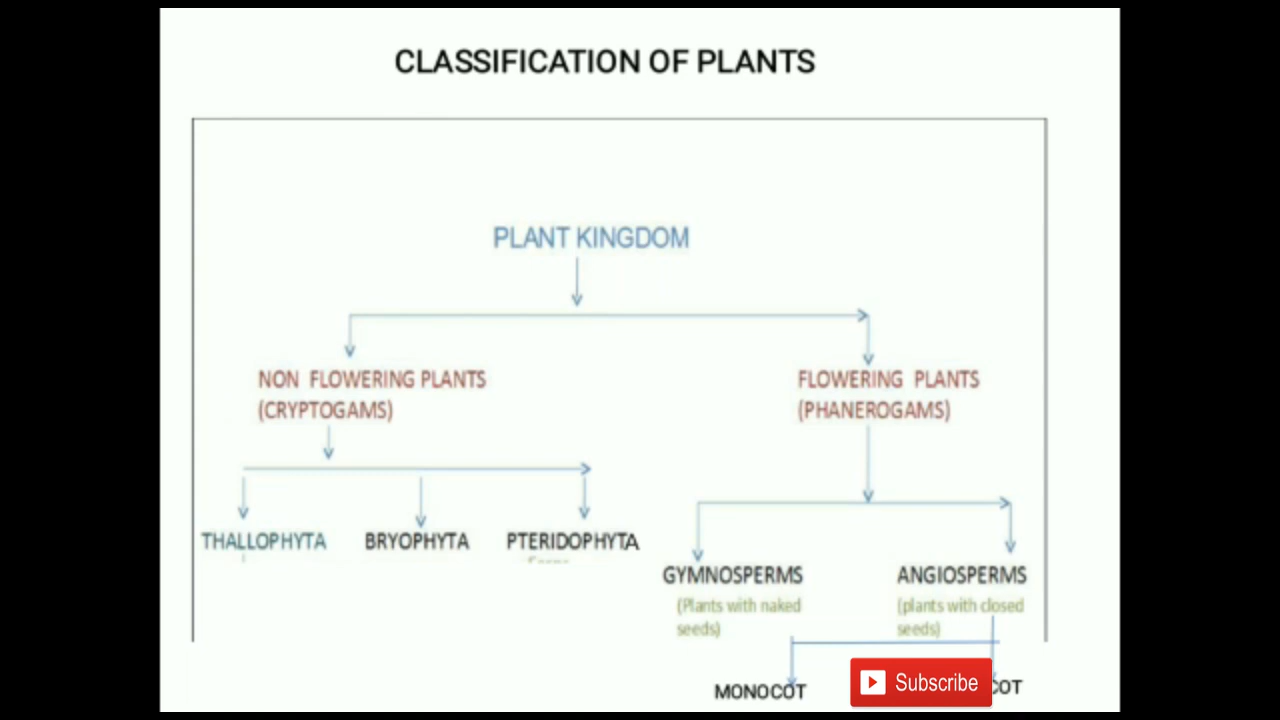 CLASSIFICATION OF PLANTS
PLANT KINGDOM
NON FLOWERING PLANTS
(CRYPTOGAMS)
FLOWERING PLANTS
(PHANEROGAMS)
THALLOPHYTA
BRYOPHYTA
PTERIDOPHYTA
GYMNOSPERMS
(Plants with naked
seeds)
ANGIOSPERMS
(plants with closed
seeds)
MONOCOT
Subscribe
COT